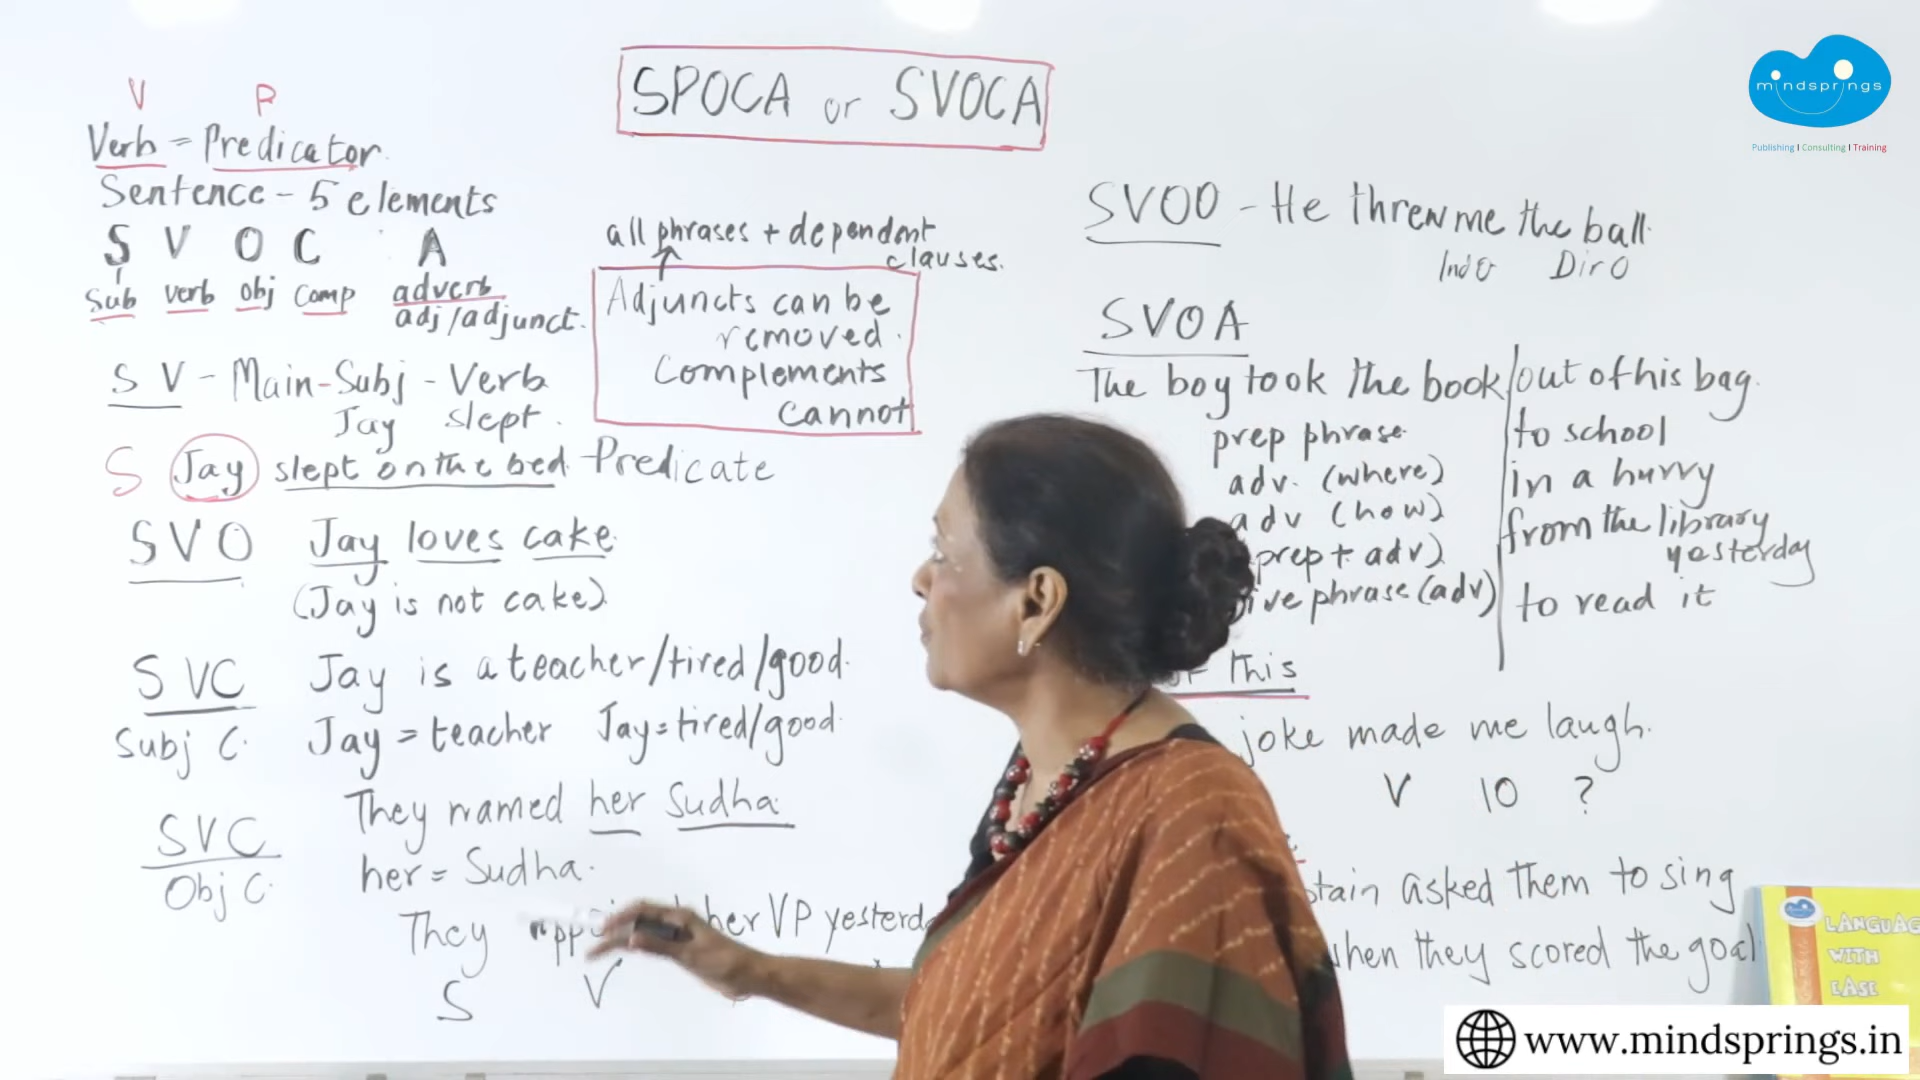 SPOCA or SVOCA
V P
Verb = Predicator
Sentence - 5 elements
S V O C A
Sub verb obj comp adverb
adj/adjunct.
S V - Main-Subj - Verb
Jay slept.
S Jay slept on the bed. Predicate
SVO Jay loves cake.
(Jay is not cake).
SVC Jay is a teacher/tired/good.
Subj C. Jay = teacher Jay=tired/good.
SVC They named her Sudha.
Obj C. her = Sudha.
They her VP
S V
all phrases + dependent
clauses.
Adjuncts can be
removed.
Complements
cannot
SVOO - He threw me the ball.
Ind O Dir O
SVOA
The boy took the book/out of his bag.
prep phrase. to school
adv. (where) in a hurry
adv (how) from the library
prep + adv) yesterday
phrase (adv) to read it
this
joke made me laugh.
V IO ?
asked them to sing
when they scored the goal
mindsprings
Publishing I Consulting I Training
LANGUAG
WITH
EASE
www.mindsprings.in